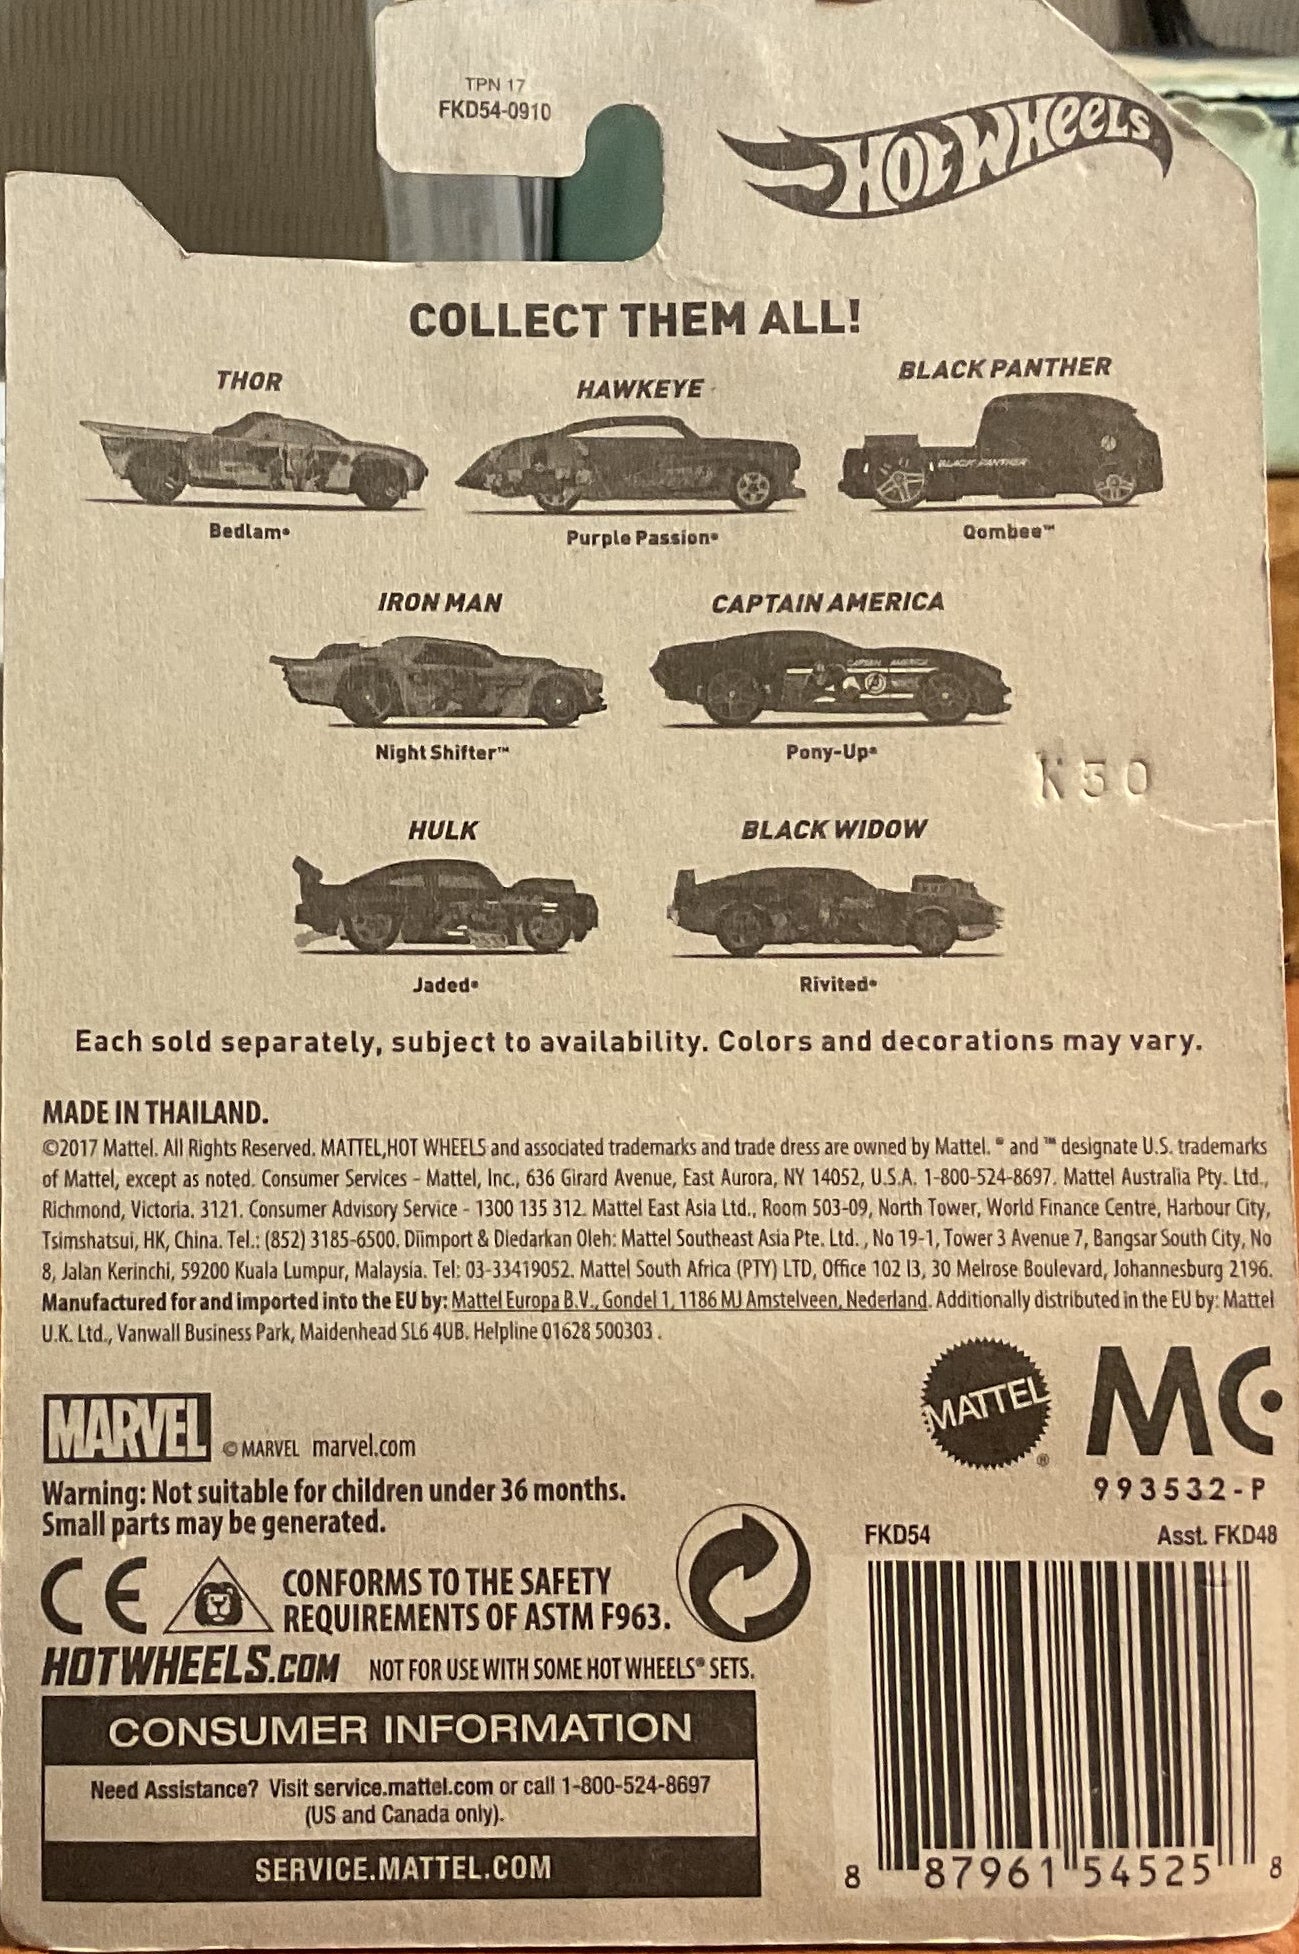 TPN 17
FKD54-0910
HOT WHEELS
COLLECT THEM ALL!
THOR
HAWKEYE
BLACK PANTHER
BLACK PANTHER
Bedlam®
Purple Passion®
Qombee™
IRON MAN
CAPTAIN AMERICA
CAPTAIN AMERICA
Night Shifter™
Pony-Up®
K50
HULK
BLACK WIDOW
Jaded®
Rivited®
Each sold separately, subject to availability. Colors and decorations may vary.
MADE IN THAILAND.
©2017 Mattel. All Rights Reserved. MATTEL,HOT WHEELS and associated trademarks and trade dress are owned by Mattel. ® and ™ designate U.S. trademarks
of Mattel, except as noted. Consumer Services - Mattel, Inc., 636 Girard Avenue, East Aurora, NY 14052, U.S.A. 1-800-524-8697. Mattel Australia Pty. Ltd.,
Richmond, Victoria. 3121. Consumer Advisory Service - 1300 135 312. Mattel East Asia Ltd., Room 503-09, North Tower, World Finance Centre, Harbour City,
Tsimshatsui, HK, China. Tel.: (852) 3185-6500. Diimport & Diedarkan Oleh: Mattel Southeast Asia Pte. Ltd. , No 19-1, Tower 3 Avenue 7, Bangsar South City, No
8, Jalan Kerinchi, 59200 Kuala Lumpur, Malaysia. Tel: 03-33419052. Mattel South Africa (PTY) LTD, Office 102 I3, 30 Melrose Boulevard, Johannesburg 2196.
Manufactured for and imported into the EU by: Mattel Europa B.V., Gondel 1, 1186 MJ Amstelveen, Nederland. Additionally distributed in the EU by: Mattel
U.K. Ltd., Vanwall Business Park, Maidenhead SL6 4UB. Helpline 01628 500303 .
MATTEL®
MC
MARVEL © MARVEL marvel.com
993532-P
Warning: Not suitable for children under 36 months.
Small parts may be generated.
FKD54
Asst. FKD48
CE
CONFORMS TO THE SAFETY
REQUIREMENTS OF ASTM F963.
HOTWHEELS.COM NOT FOR USE WITH SOME HOT WHEELS® SETS.
CONSUMER INFORMATION
Need Assistance? Visit service.mattel.com or call 1-800-524-8697
(US and Canada only).
SERVICE.MATTEL.COM
8 87961 54525 8